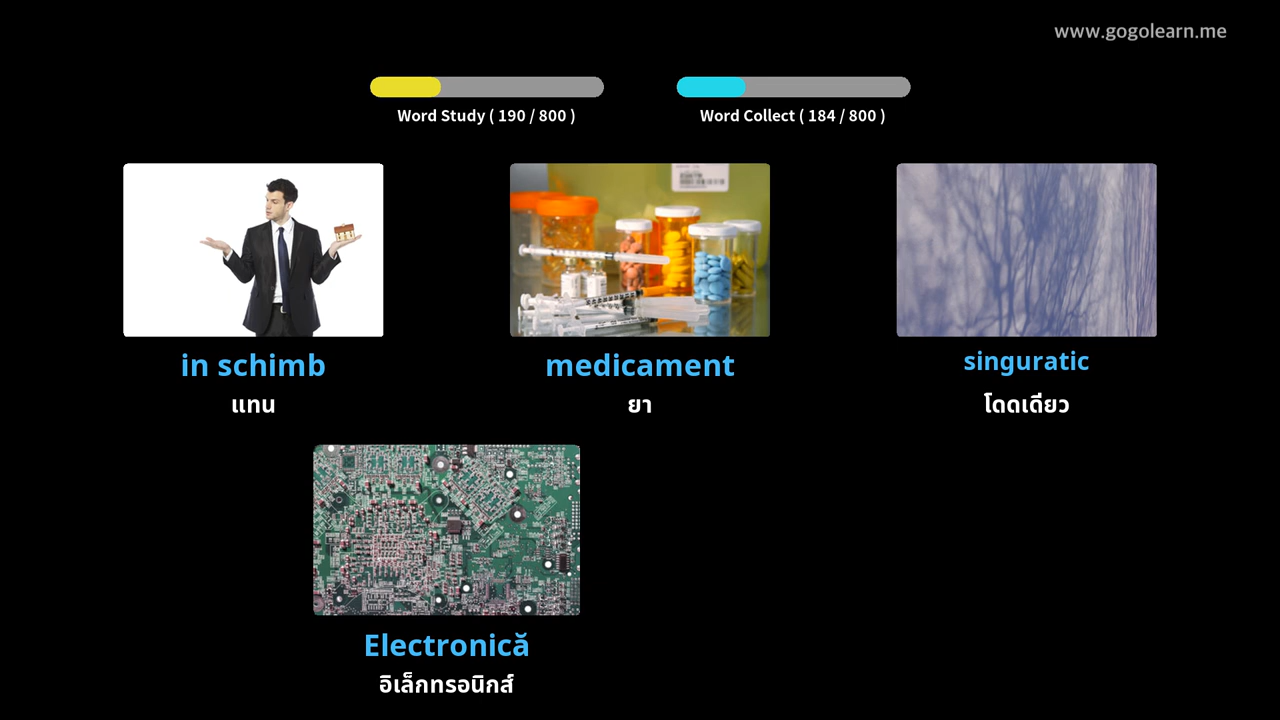 www.gogolearn.me
Word Study ( 190 / 800 )
Word Collect ( 184 / 800 )
in schimb
แทน
medicament
ยา
singuratic
โดดเดี่ยว
Electronică
อิเล็กทรอนิกส์